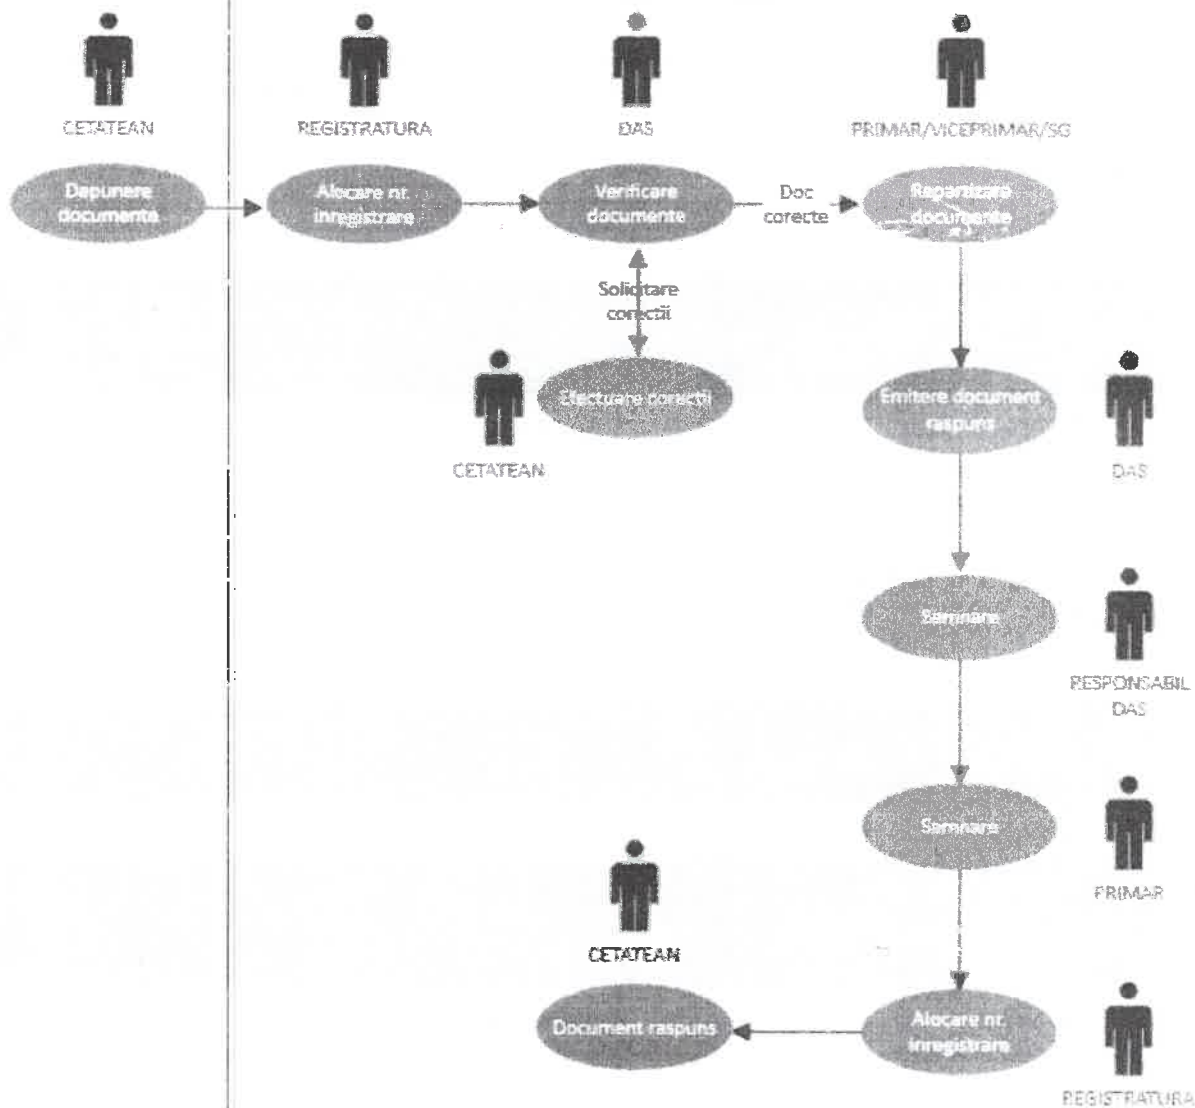 CETATEAN
REGISTRATURA
DAS
PRIMAR/VICEPRIMAR/SG
Depunere
documente
Alocare nr.
inregistrare
Verificare
documente
Doc
corecte
Repartizare
documente
Solicitare
corectii
CETATEAN
Efectuare corectii
Emitere document
raspuns
DAS
Semnare
RESPONSABIL
DAS
Semnare
PRIMAR
CETATEAN
Document raspuns
Alocare nr.
inregistrare
REGISTRATURA